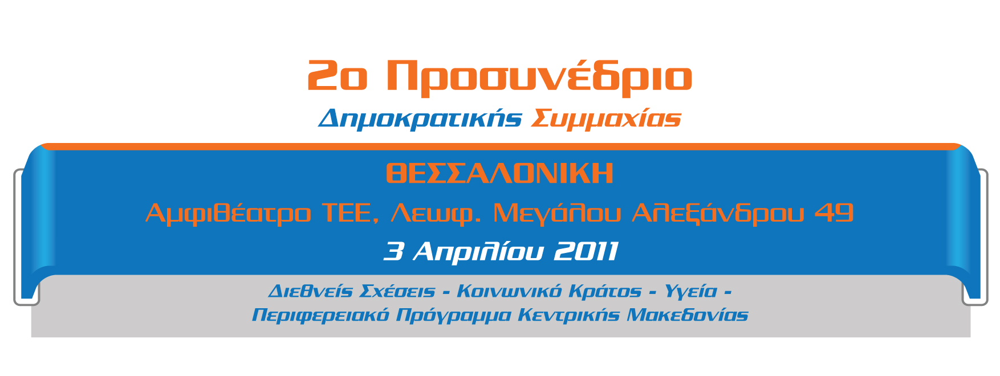 2ο Προσυνέδριο
Δημοκρατικής Συμμαχίας
ΘΕΣΣΑΛΟΝΙΚΗ
Αμφιθέατρο ΤΕΕ, Λεωφ. Μεγάλου Αλεξάνδρου 49
3 Απριλίου 2011
Διεθνείς Σχέσεις - Κοινωνικό Κράτος - Υγεία -
Περιφερειακό Πρόγραμμα Κεντρικής Μακεδονίας